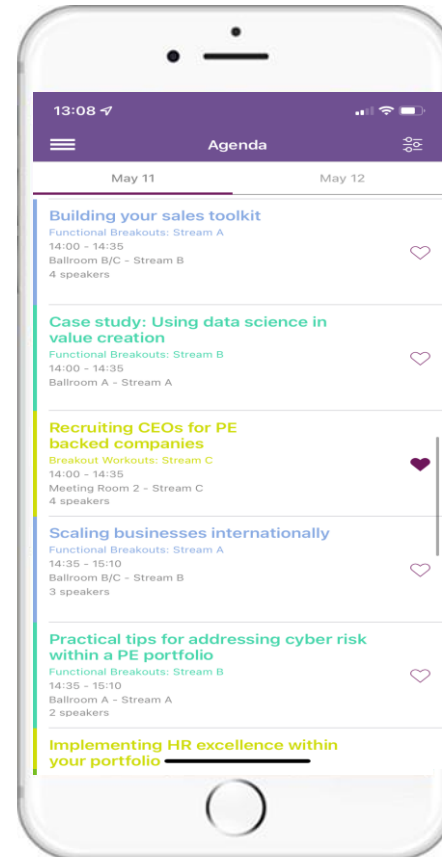 13:08
Agenda
May 11
May 12
Building your sales toolkit
Functional Breakouts: Stream A
14:00 - 14:35
Ballroom B/C - Stream B
4 speakers
Case study: Using data science in
value creation
Functional Breakouts: Stream B
14:00 - 14:35
Ballroom A - Stream A
Recruiting CEOs for PE
backed companies
Breakout Workouts: Stream C
14:00 - 14:35
Meeting Room 2 - Stream C
4 speakers
Scaling businesses internationally
Functional Breakouts: Stream A
14:35 - 15:10
Ballroom B/C - Stream B
3 speakers
Practical tips for addressing cyber risk
within a PE portfolio
Functional Breakouts: Stream B
14:35 - 15:10
Ballroom A - Stream A
2 speakers
Implementing HR excellence within
your portfolio